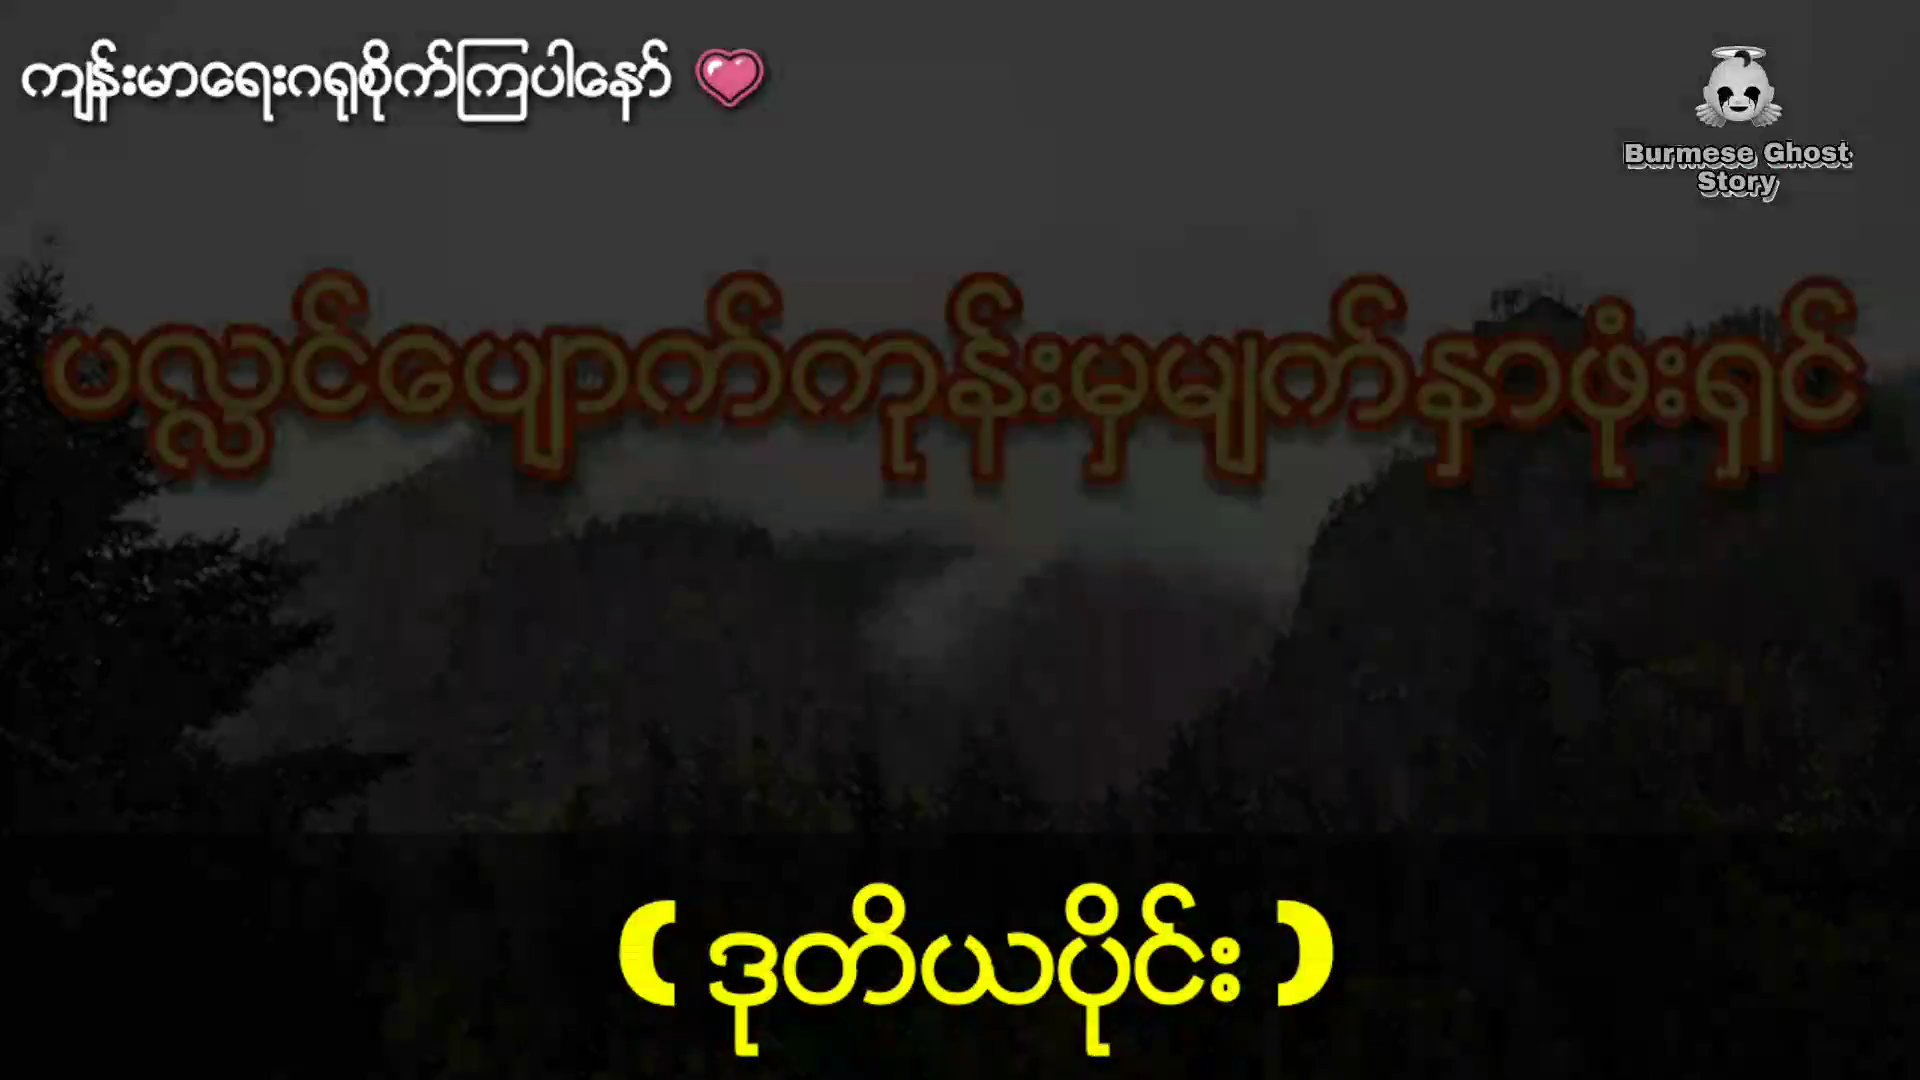 ကျန်းမာရေးဂရုစိုက်ကြပါနော် 💗
Burmese Ghost
Story
ပလ္လင်ပျောက်ကုန်းမှမျက်နှာဖုံးရှင်
( ဒုတိယပိုင်း )